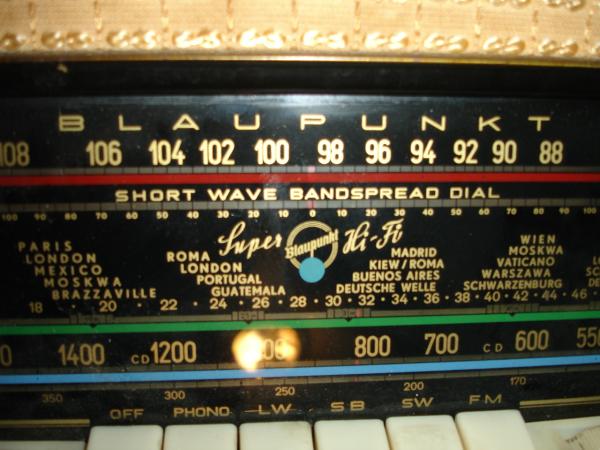 BLAUPUNKT
108 106 104 102 100 98 96 94 92 90 88
SHORT WAVE BANDSPREAD DIAL
100 90 80 70 60 50 40 30 20 10 0 10 20 30 40 50 60 70 80 90 100
Super Blaupunkt Hi-Fi
PARIS ROMA MADRID WIEN
LONDON LONDON KIEW/ROMA MOSKWA
MEXICO PORTUGAL BUENOS AIRES VATICANO
MOSKWA GUATEMALA DEUTSCHE WELLE WARSZAWA
BRAZZAVILLE SCHWARZENBURG
18 20 22 24 26 28 30 32 34 36 38 40 42 44 46
1400 CD 1200 800 700 CD 600 550
350 300 250 200 170
OFF PHONO LW SB SW FM